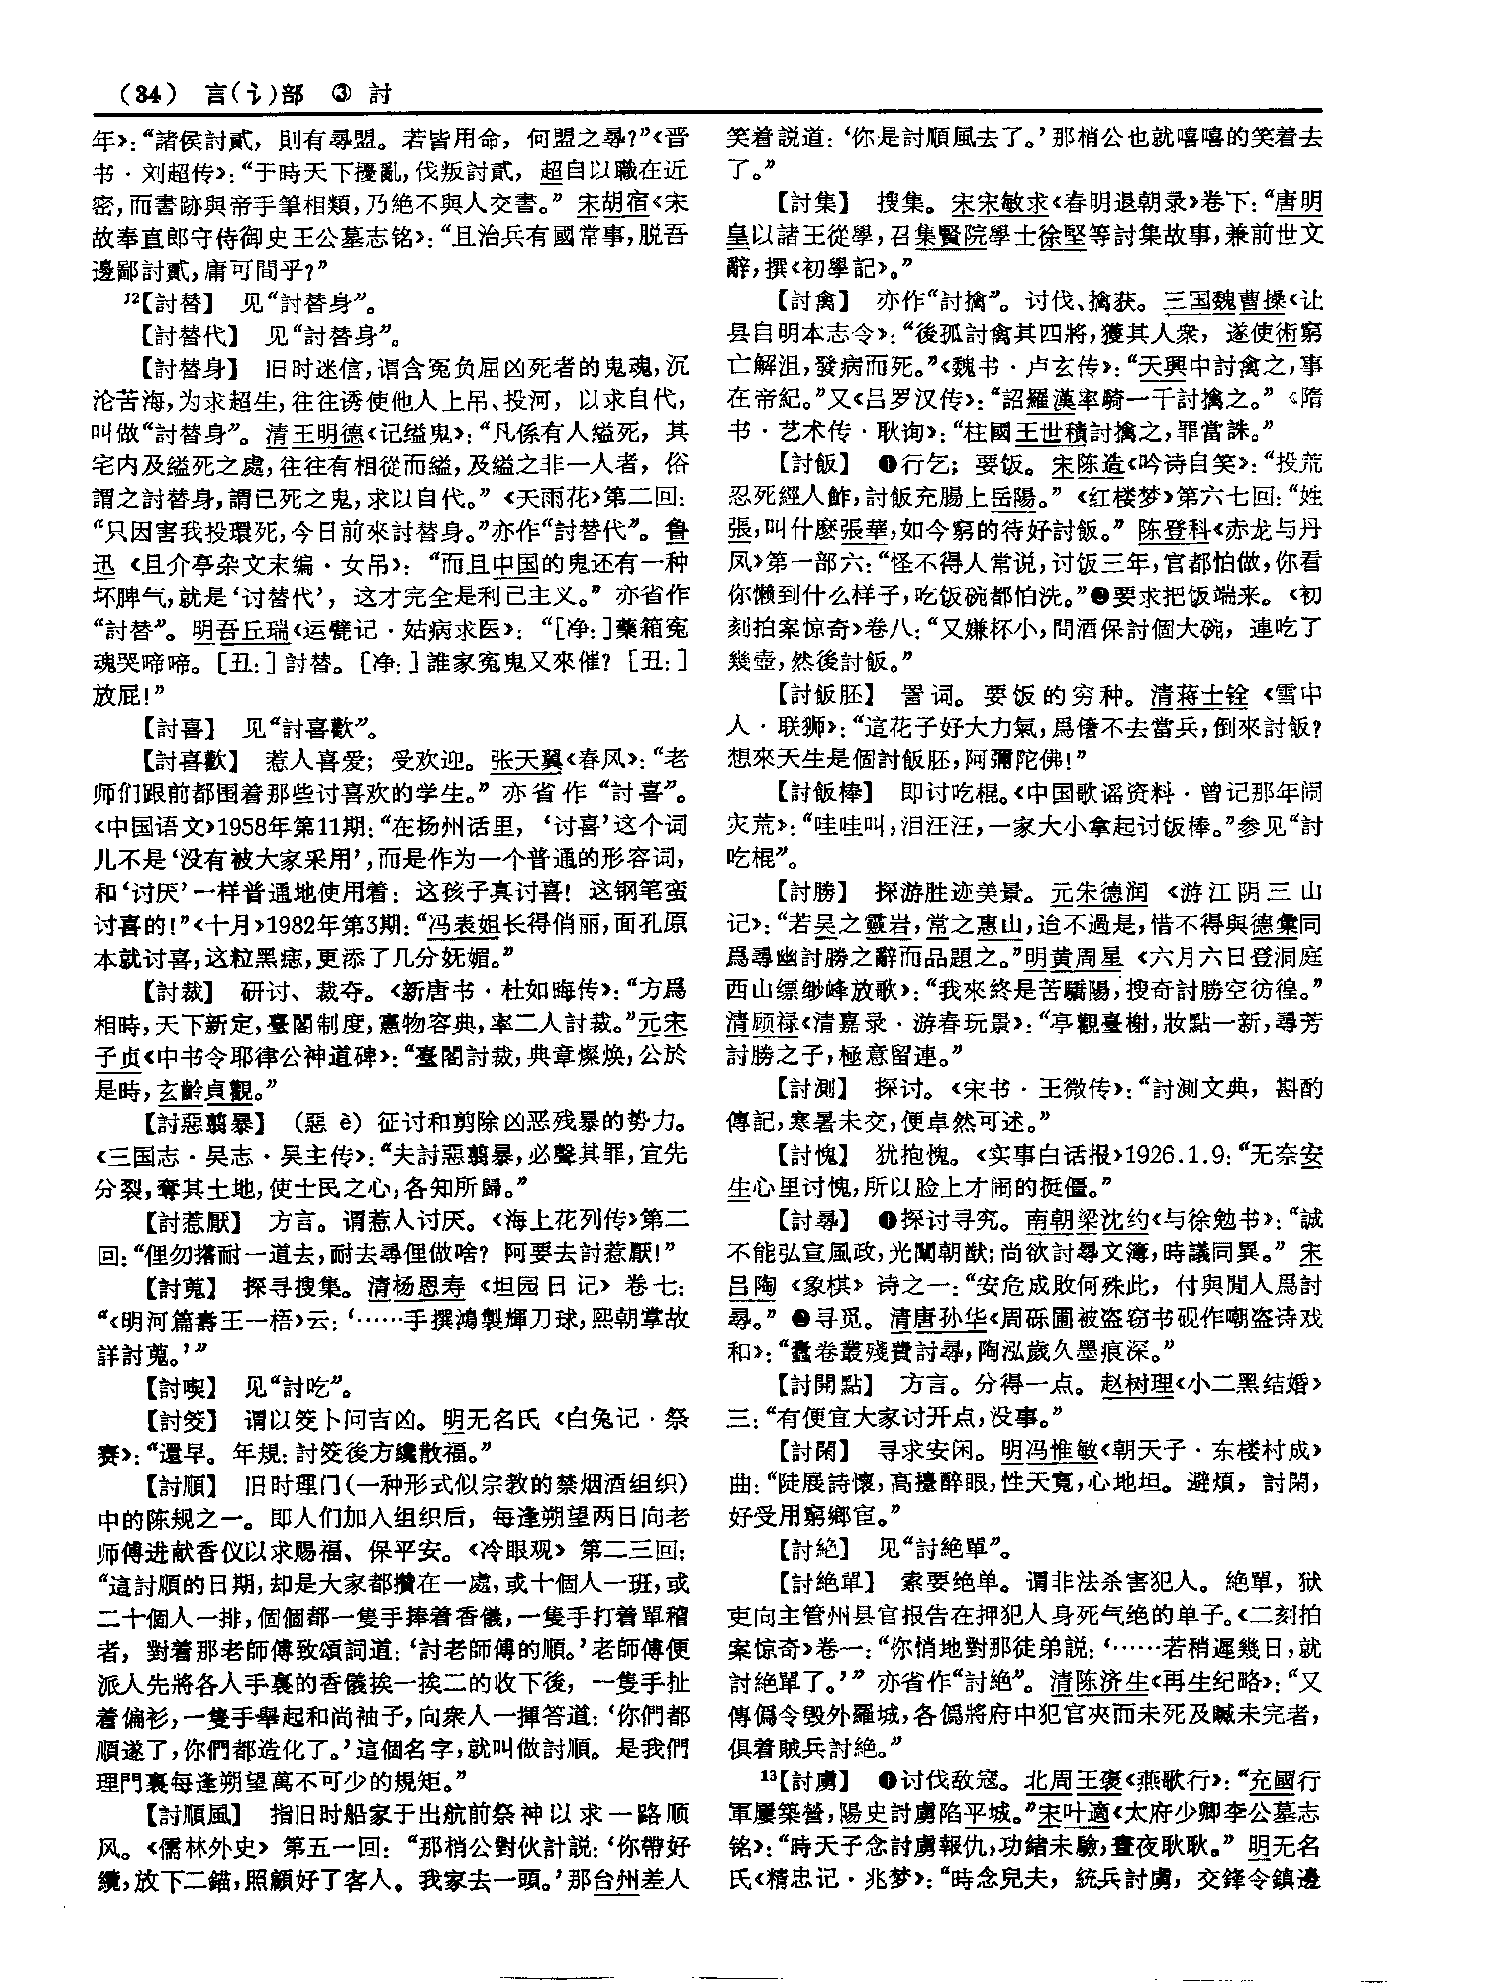 (34) 言(讠)部 ③ 討
年》：“諸侯討貳，則有尋盟。若皆用命，何盟之尋？”《晋
书·刘超传》：“于時天下擾亂，伐叛討貳，超自以職在近
密，而書跡與帝手筆相類，乃絶不與人交書。” 宋胡宿《宋
故奉直郎守侍御史王公墓志铭》：“且治兵有國常事，脱吾
邊鄙討貳，庸可問乎？”
12【討替】 见“討替身”。
【討替代】 见“討替身”。
【討替身】 旧时迷信，谓含冤负屈凶死者的鬼魂，沉
沦苦海，为求超生，往往诱使他人上吊、投河，以求自代，
叫做“討替身”。清王明德《记缢鬼》：“凡係有人縊死，其
宅内及縊死之處，往往有相從而縊，及縊之非一人者，俗
謂之討替身，謂已死之鬼，求以自代。”《天雨花》第二回：
“只因害我投環死，今日前來討替身。”亦作“討替代”。鲁
迅《且介亭杂文末编·女吊》：“而且中国的鬼还有一种
坏脾气，就是‘讨替代’，这才完全是利己主义。” 亦省作
“討替”。明吾丘瑞《运甓记·姑病求医》：“［净：］藥箱冤
魂哭啼啼。［丑：］討替。［净：］誰家冤鬼又來催？［丑：］
放屁！”
【討喜】 见“討喜歡”。
【討喜歡】 惹人喜爱；受欢迎。张天翼《春风》：“老
师们跟前都围着那些讨喜欢的学生。” 亦省作“討喜”。
《中国语文》1958年第11期：“在扬州话里，‘讨喜’这个词
儿不是‘没有被大家采用’，而是作为一个普通的形容词，
和‘讨厌’一样普通地使用着：这孩子真讨喜！这钢笔蛮
讨喜的！”《十月》1982年第3期：“冯表姐长得俏丽，面孔原
本就讨喜，这粒黑痣，更添了几分妩媚。”
【討裁】 研讨、裁夺。《新唐书·杜如晦传》：“方爲
相時，天下新定，臺閣制度，憲物容典，率二人討裁。”元宋
子贞《中书令耶律公神道碑》：“臺閣討裁，典章燦焕，公於
是時，玄齡貞觀。”
【討惡翦暴】 （惡 è）征讨和剪除凶恶残暴的势力。
《三国志·吴志·吴主传》：“夫討惡翦暴，必聲其罪，宜先
分裂，奪其土地，使士民之心，各知所歸。”
【討惹厭】 方言。谓惹人讨厌。《海上花列传》第二
回：“俚勿撘耐一道去，耐去尋俚做啥？阿要去討惹厭！”
【討蒐】 探寻搜集。清杨恩寿《坦园日记》卷七：
“《明河篇壽王一梧》云：‘……手撰鴻製輝刀球，熙朝掌故
詳討蒐。’”
【討喫】 见“討吃”。
【討筊】 谓以筊卜问吉凶。明无名氏《白兔记·祭
赛》：“還早。年規：討筊後方纔散福。”
【討順】 旧时理门（一种形式似宗教的禁烟酒组织）
中的陈规之一。即人们加入组织后，每逢朔望两日向老
师傅进献香仪以求赐福、保平安。《冷眼观》第二三回：
“這討順的日期，却是大家都攢在一處，或十個人一班，或
二十個人一排，個個都一隻手捧着香儀，一隻手打着單稽
者，對着那老師傅致頌詞道：‘討老師傅的順。’老師傅便
派人先將各人手裏的香儀挨一挨二的收下後，一隻手扯
着偏衫，一隻手舉起和尚袖子，向衆人一揮答道：‘你們都
順遂了，你們都造化了。’這個名字，就叫做討順。是我們
理門裏每逢朔望萬不可少的規矩。”
【討順風】 指旧时船家于出航前祭神以求一路顺
风。《儒林外史》第五一回：“那梢公對伙計説：‘你帶好
纜，放下二錨，照顧好了客人。我家去一頭。’那台州差人
笑着説道：‘你是討順風去了。’那梢公也就嘻嘻的笑着去
了。”
【討集】 搜集。宋宋敏求《春明退朝录》卷下：“唐明
皇以諸王從學，召集賢院學士徐堅等討集故事，兼前世文
辭，撰《初學記》。”
【討禽】 亦作“討擒”。讨伐、擒获。三国魏曹操《让
县自明本志令》：“後孤討禽其四將，獲其人衆，遂使術窮
亡解沮，發病而死。”《魏书·卢玄传》：“天興中討禽之，事
在帝紀。”又《吕罗汉传》：“詔羅漢率騎一千討擒之。”《隋
书·艺术传·耿询》：“柱國王世積討擒之，罪當誅。”
【討飯】 ❶行乞；要饭。宋陈造《吟诗自笑》：“投荒
忍死經人飵，討飯充腸上岳陽。”《红楼梦》第六七回：“姓
張，叫什麽張華，如今窮的待好討飯。” 陈登科《赤龙与丹
凤》第一部六：“怪不得人常说，讨饭三年，官都怕做，你看
你懒到什么样子，吃饭碗都怕洗。”❷要求把饭端来。《初
刻拍案惊奇》卷八：“又嫌杯小，問酒保討個大碗，連吃了
幾壺，然後討飯。”
【討飯胚】 詈词。要饭的穷种。清蒋士铨《雪中
人·联狮》：“這花子好大力氣，爲偺不去當兵，倒來討飯？
想來天生是個討飯胚，阿彌陀佛！”
【討飯棒】 即讨吃棍。《中国歌谣资料·曾记那年闹
灾荒》：“哇哇叫，泪汪汪，一家大小拿起讨饭棒。”参见“討
吃棍”。
【討勝】 探游胜迹美景。元朱德润《游江阴三山
记》：“若吴之靈岩，常之惠山，迨不過是，惜不得與德彙同
爲尋幽討勝之辭而品題之。”明黄周星《六月六日登洞庭
西山缥缈峰放歌》：“我來終是苦驕陽，搜奇討勝空彷徨。”
清顾禄《清嘉录·游春玩景》：“亭觀臺榭，妝點一新，尋芳
討勝之子，極意留連。”
【討測】 探讨。《宋书·王微传》：“討測文典，斟酌
傳記，寒暑未交，便卓然可述。”
【討愧】 犹抱愧。《实事白话报》1926.1.9：“无奈安
生心里讨愧，所以脸上才闹的挺僵。”
【討尋】 ❶探讨寻究。南朝梁沈约《与徐勉书》：“誠
不能弘宣風政，光闡朝猷；尚欲討尋文簿，時議同異。” 宋
吕陶《象棋》诗之一：“安危成敗何殊此，付與閒人爲討
尋。” ❷寻觅。清唐孙华《周砾圃被盗窃书砚作嘲盗诗戏
和》：“蠹卷叢殘費討尋，陶泓歲久墨痕深。”
【討開點】 方言。分得一点。赵树理《小二黑结婚》
三：“有便宜大家讨开点，没事。”
【討閑】 寻求安闲。明冯惟敏《朝天子·东楼村成》
曲：“陡展詩懷，高擡醉眼，性天寬，心地坦。避煩，討閑，
好受用窮鄉宦。”
【討絶】 见“討絶單”。
【討絶單】 索要绝单。谓非法杀害犯人。絶單，狱
吏向主管州县官报告在押犯人身死气绝的单子。《二刻拍
案惊奇》卷一：“你悄地對那徒弟説：‘……若稍遲幾日，就
討絶單了。’” 亦省作“討絶”。清陈济生《再生纪略》：“又
傳僞令毁外羅城，各僞將府中犯官夾而未死及贓未完者，
俱着賊兵討絶。”
13【討虜】 ❶讨伐敌寇。北周王褒《燕歌行》：“充國行
軍屢築營，陽史討虜陷平城。”宋叶適《太府少卿李公墓志
铭》：“時天子念討虜報仇，功緒未驗，晝夜耿耿。” 明无名
氏《精忠记·兆梦》：“時念兒夫，統兵討虜，交鋒令鎮邊